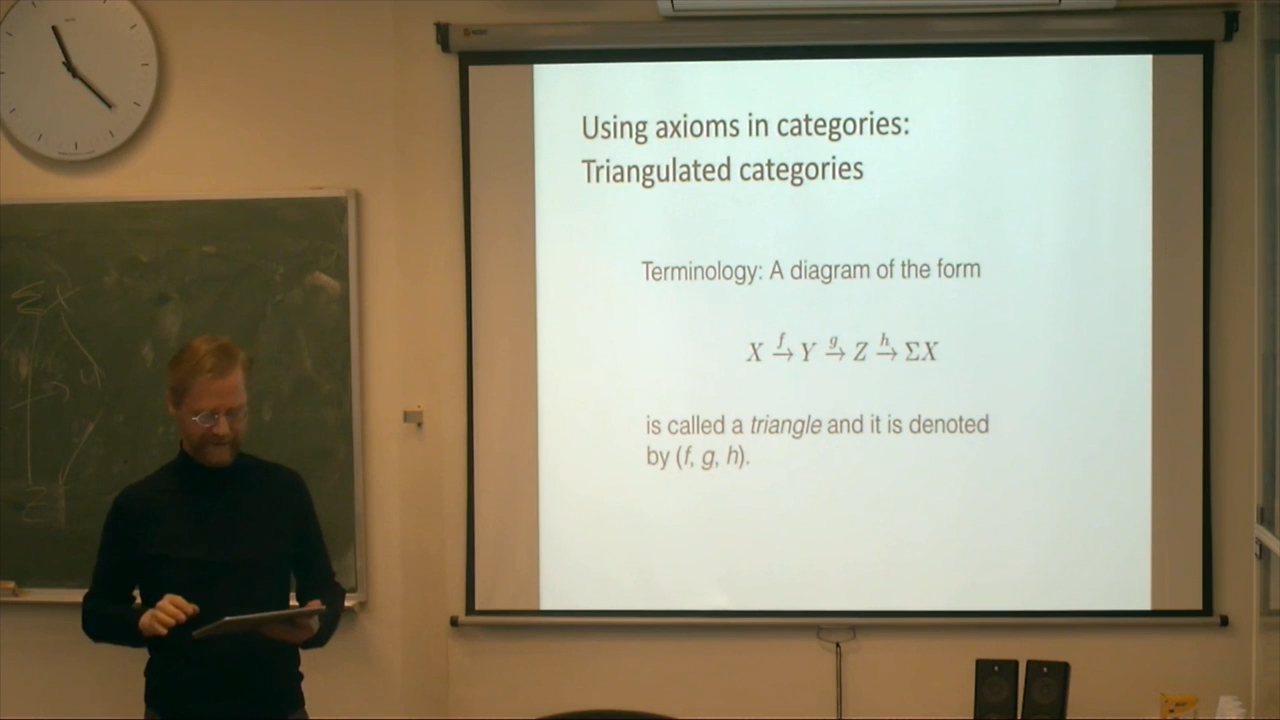 Using axioms in categories:
Triangulated categories
Terminology: A diagram of the form
X →f Y →g Z →h ΣX
is called a triangle and it is denoted
by (f, g, h).